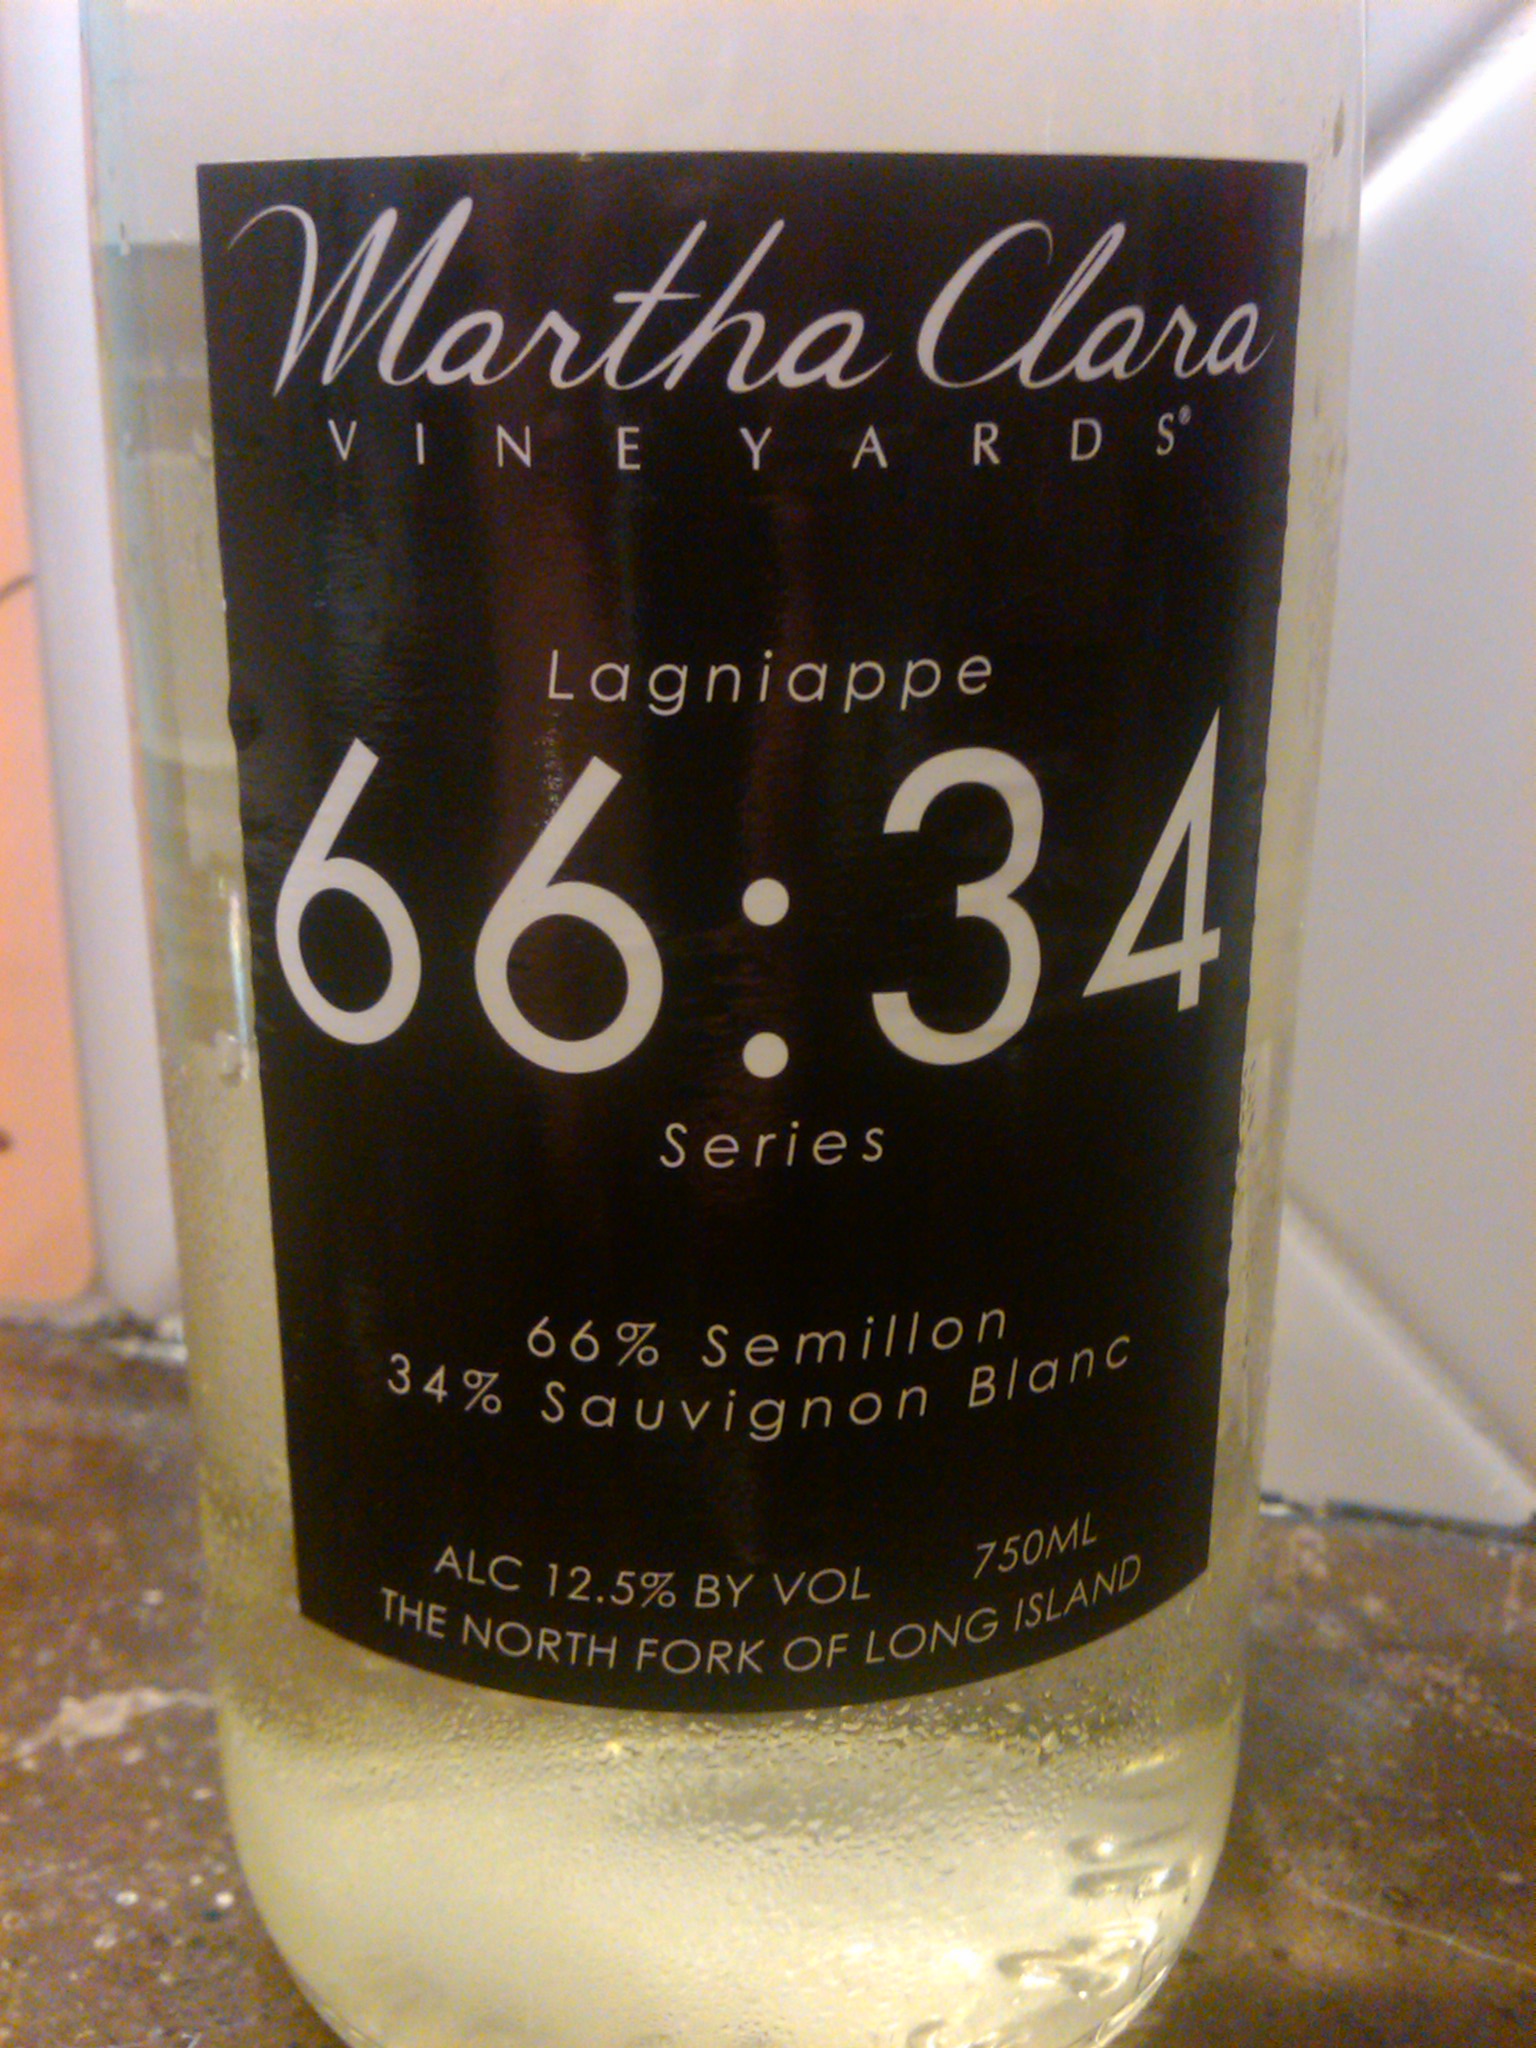 Martha Clara
VINEYARDS®
Lagniappe
66:34
Series
66% Semillon
34% Sauvignon Blanc
ALC 12.5% BY VOL 750ML
THE NORTH FORK OF LONG ISLAND